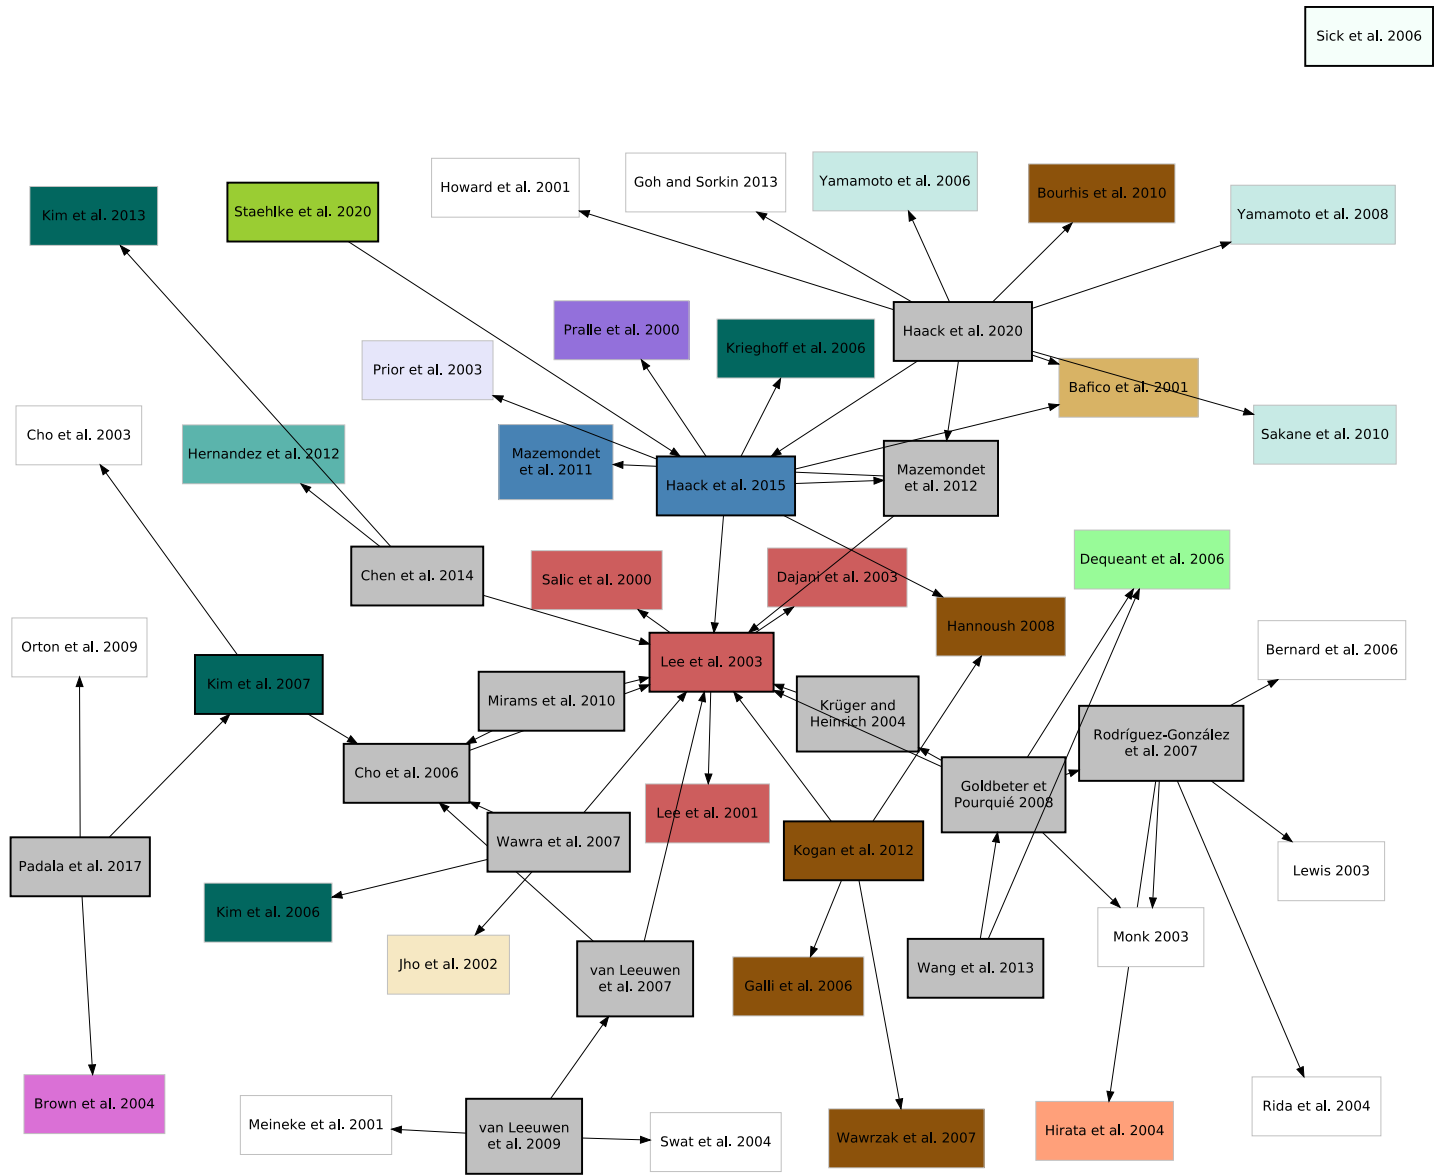 Sick et al. 2006
Howard et al. 2001
Goh and Sorkin 2013
Yamamoto et al. 2006
Bourhis et al. 2010
Yamamoto et al. 2008
Kim et al. 2013
Staehlke et al. 2020
Pralle et al. 2000
Krieghoff et al. 2006
Haack et al. 2020
Prior et al. 2003
Bafico et al. 2001
Cho et al. 2003
Hernandez et al. 2012
Mazemondet
et al. 2011
Haack et al. 2015
Mazemondet
et al. 2012
Sakane et al. 2010
Chen et al. 2014
Salic et al. 2000
Dajani et al. 2003
Dequeant et al. 2006
Hannoush 2008
Orton et al. 2009
Kim et al. 2007
Mirams et al. 2010
Lee et al. 2003
Krüger and
Heinrich 2004
Bernard et al. 2006
Rodríguez-González
et al. 2007
Cho et al. 2006
Goldbeter et
Pourquié 2008
Lee et al. 2001
Padala et al. 2017
Wawra et al. 2007
Kogan et al. 2012
Lewis 2003
Kim et al. 2006
Monk 2003
Jho et al. 2002
van Leeuwen
et al. 2007
Galli et al. 2006
Wang et al. 2013
Brown et al. 2004
Meineke et al. 2001
van Leeuwen
et al. 2009
Swat et al. 2004
Wawrzak et al. 2007
Hirata et al. 2004
Rida et al. 2004